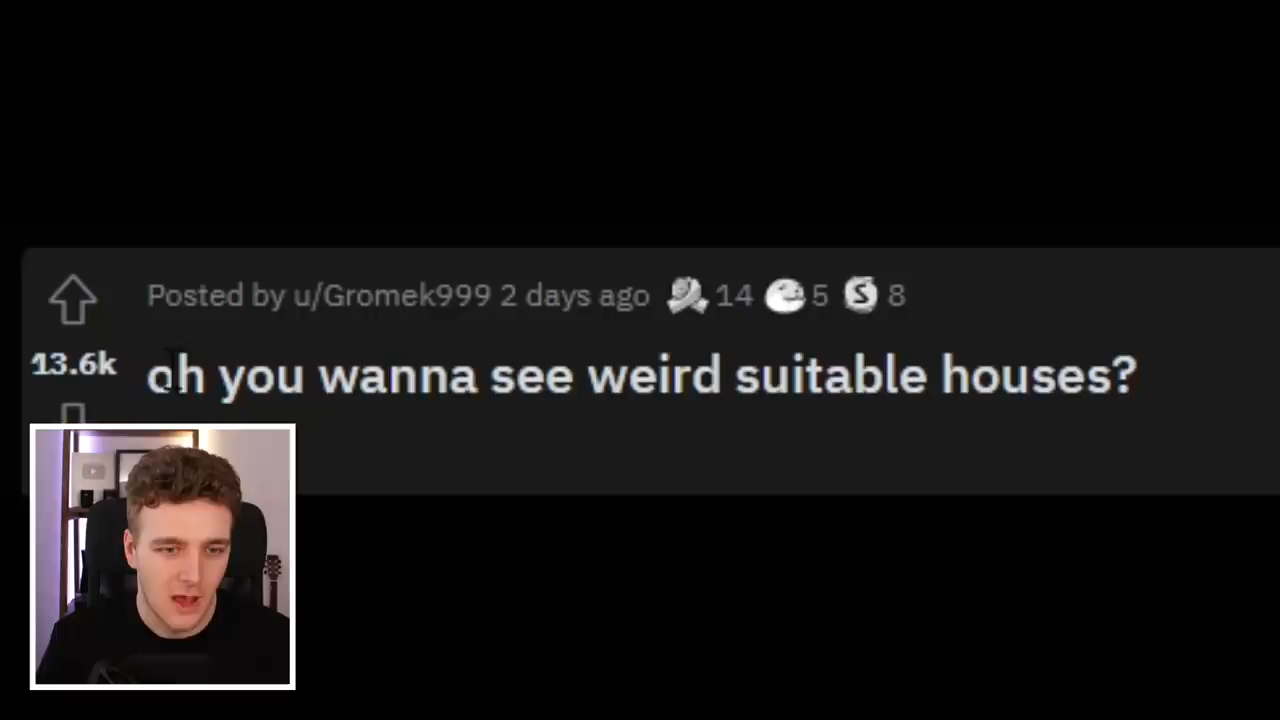 Posted by u/Gromek999 2 days ago 14 5 S 8
13.6k
oh you wanna see weird suitable houses?